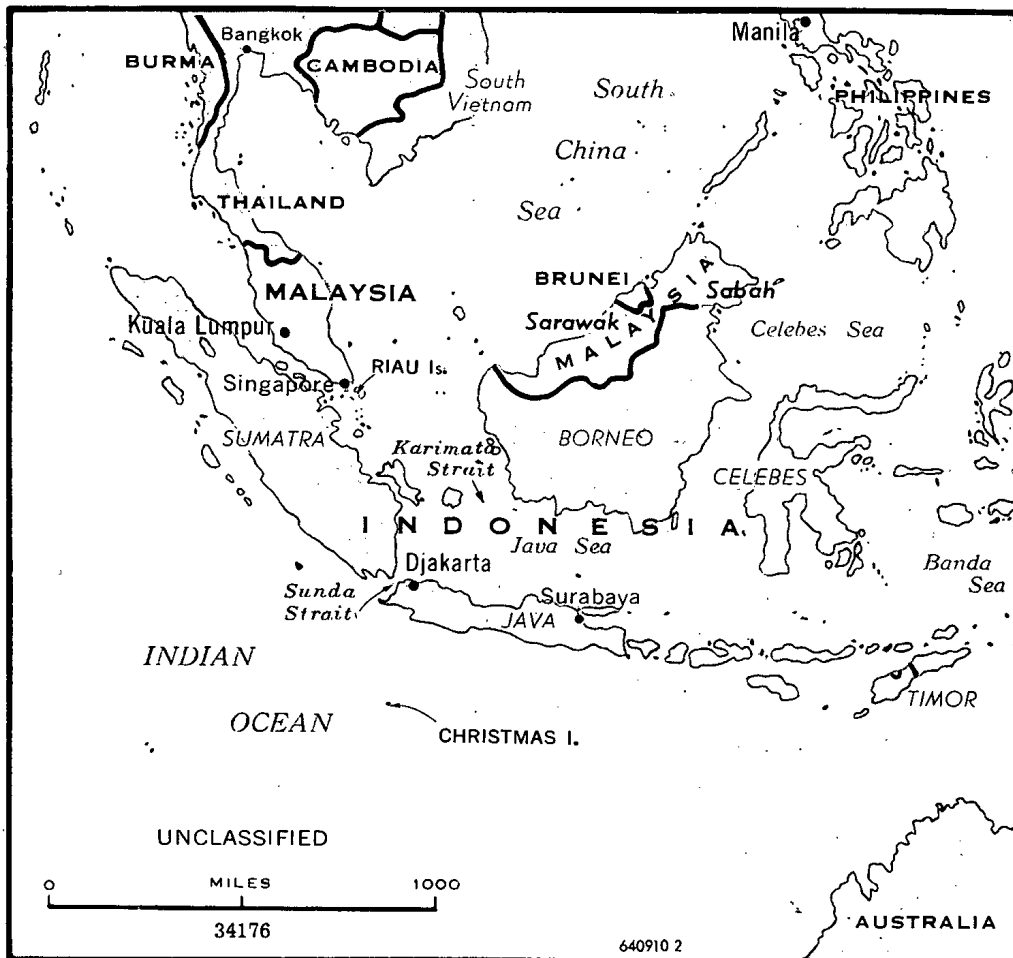 Manila
Bangkok
BURMA
CAMBODIA
South
Vietnam
South
China
Sea
PHILIPPINES
THAILAND
MALAYSIA
BRUNEI
Sabah
Sarawak
MALAYSIA
Celebes Sea
Kuala Lumpur
RIAU Is.
Singapore
SUMATRA
BORNEO
Karimata
Strait
CELEBES
INDONESIA
Java Sea
Djakarta
Banda
Sea
Sunda
Strait
Surabaya
JAVA
INDIAN
OCEAN
TIMOR
CHRISTMAS I.
UNCLASSIFIED
0 MILES 1000
34176
AUSTRALIA
640910 2